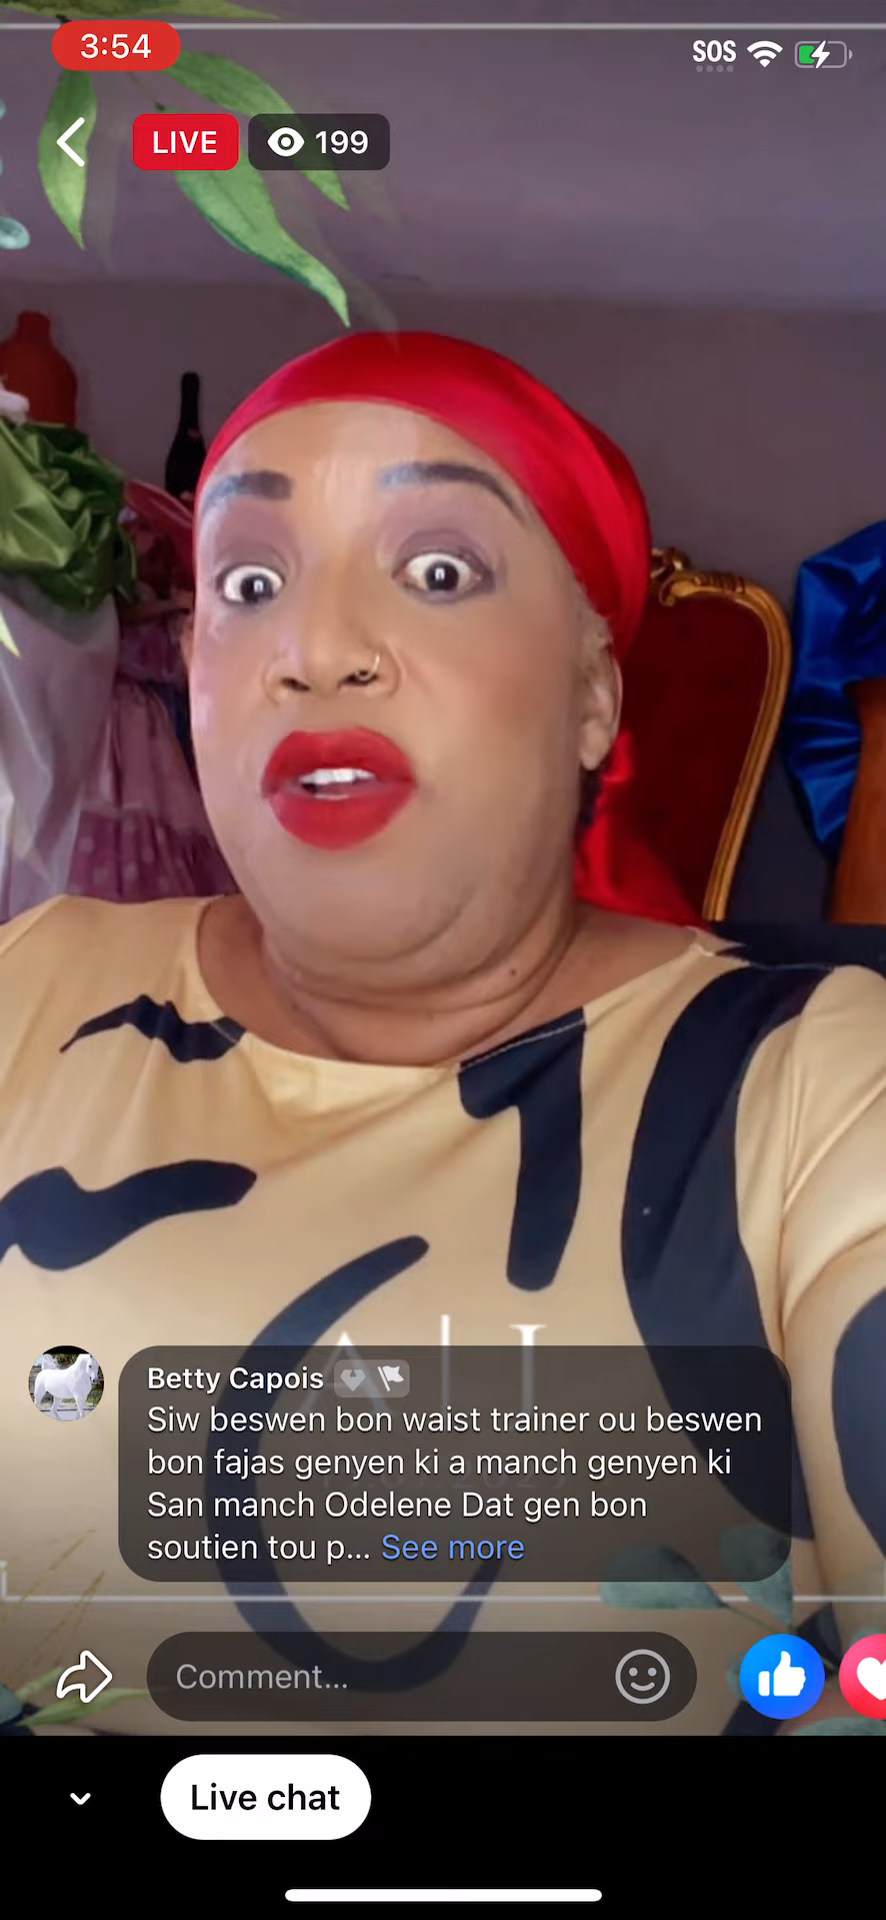 3:54
SOS
LIVE
199
Betty Capois
Siw beswen bon waist trainer ou beswen
bon fajas genyen ki a manch genyen ki
San manch Odelene Dat gen bon
soutien tou p... See more
Comment...
Live chat